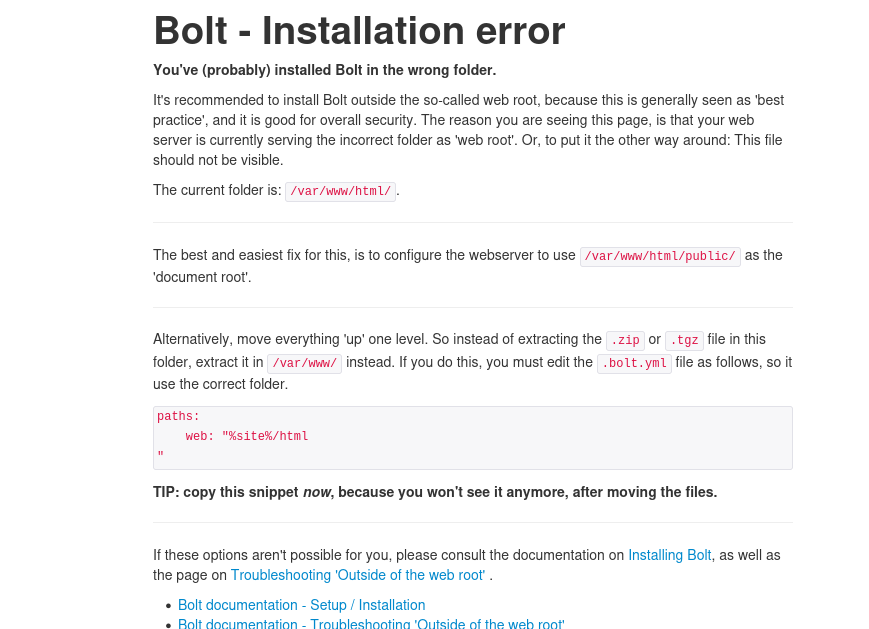 Bolt - Installation error
You've (probably) installed Bolt in the wrong folder.
It's recommended to install Bolt outside the so-called web root, because this is generally seen as 'best
practice', and it is good for overall security. The reason you are seeing this page, is that your web
server is currently serving the incorrect folder as 'web root'. Or, to put it the other way around: This file
should not be visible.
The current folder is: /var/www/html/.
The best and easiest fix for this, is to configure the webserver to use /var/www/html/public/ as the
'document root'.
Alternatively, move everything 'up' one level. So instead of extracting the .zip or .tgz file in this
folder, extract it in /var/www/ instead. If you do this, you must edit the .bolt.yml file as follows, so it
use the correct folder.
paths:
    web: "%site%/html
"
TIP: copy this snippet now, because you won't see it anymore, after moving the files.
If these options aren't possible for you, please consult the documentation on Installing Bolt, as well as
the page on Troubleshooting 'Outside of the web root' .
• Bolt documentation - Setup / Installation
• Bolt documentation - Troubleshooting 'Outside of the web root'